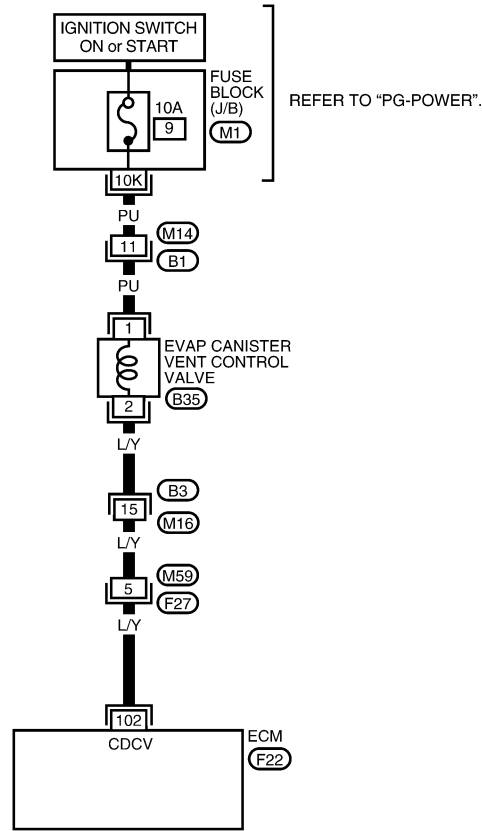 IGNITION SWITCH
ON or START
FUSE
BLOCK
(J/B)
M1
10A
9
REFER TO “PG-POWER”.
10K
PU
11
M14
B1
PU
1
EVAP CANISTER
VENT CONTROL
VALVE
B35
2
L/Y
15
B3
M16
L/Y
5
M59
F27
L/Y
102
CDCV
ECM
F22